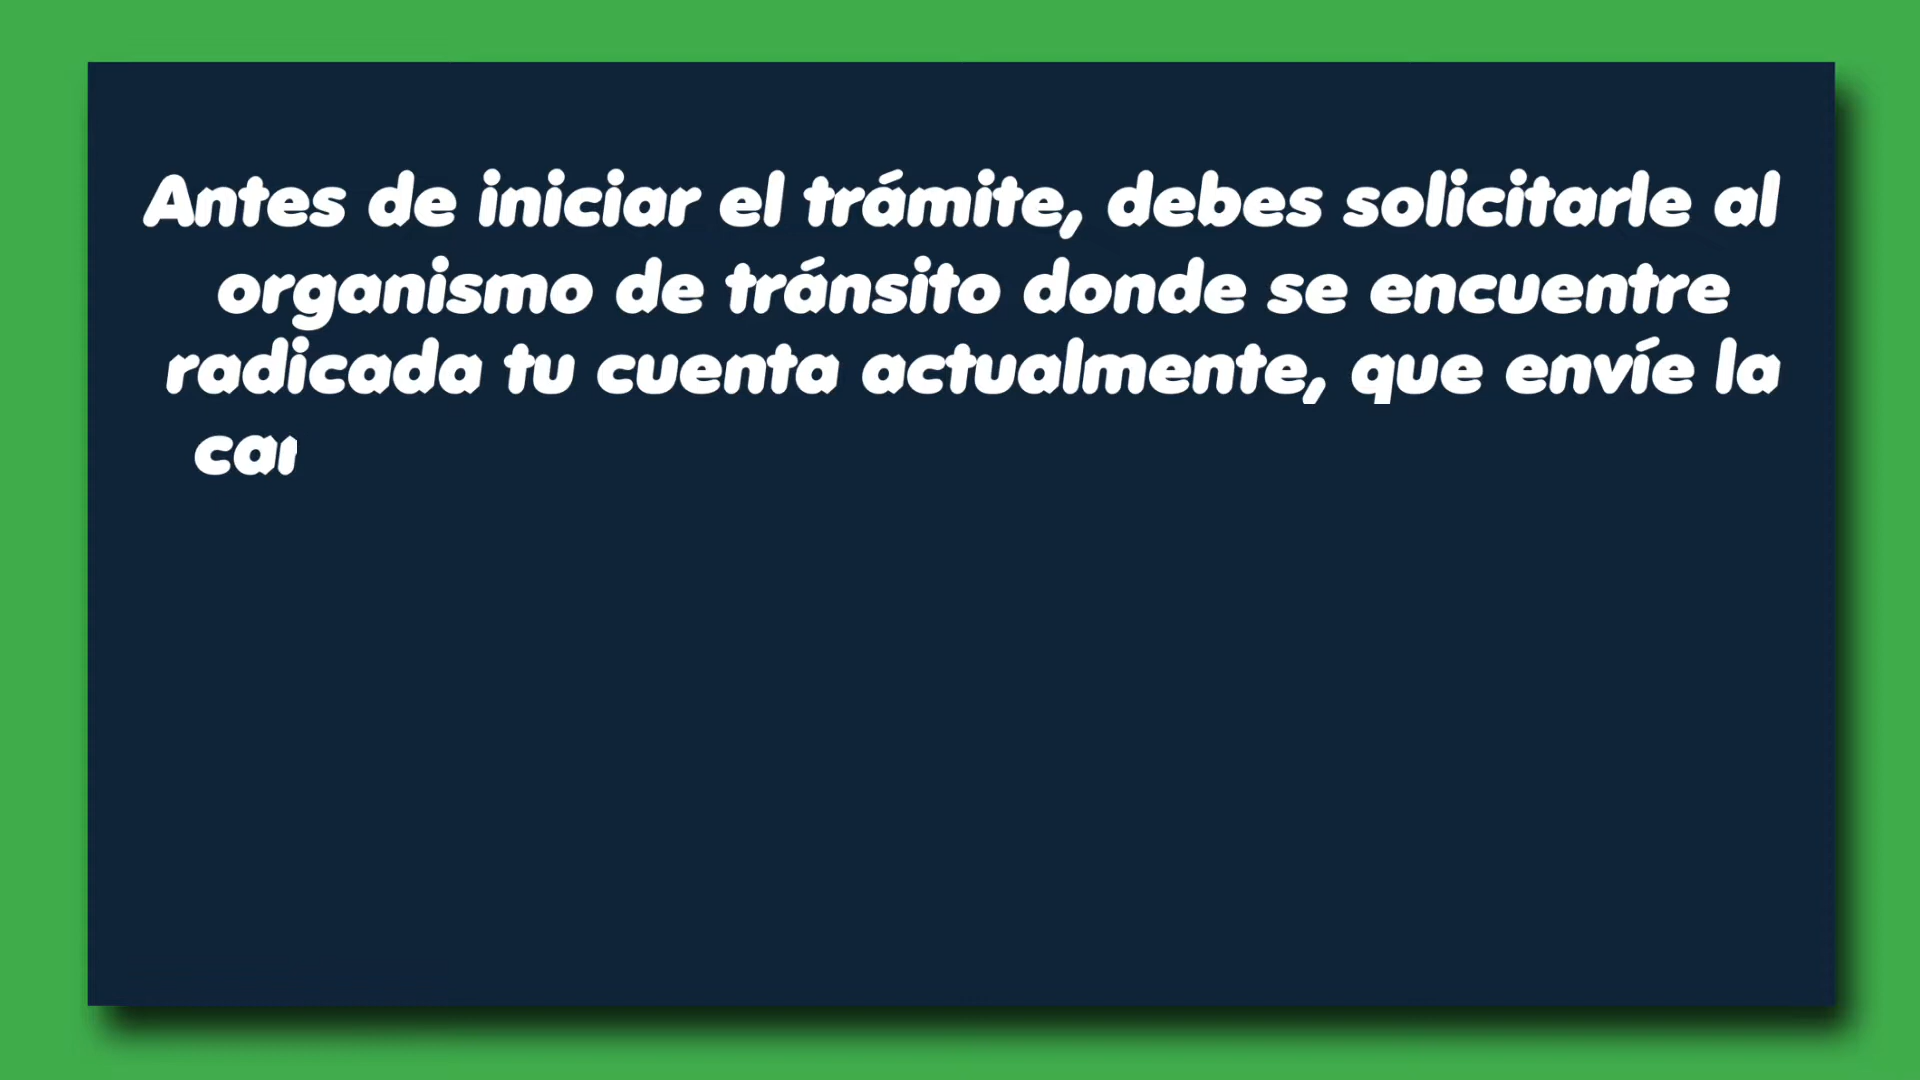 Antes de iniciar el trámite, debes solicitarle al
organismo de tránsito donde se encuentre
radicada tu cuenta actualmente, que envíe la